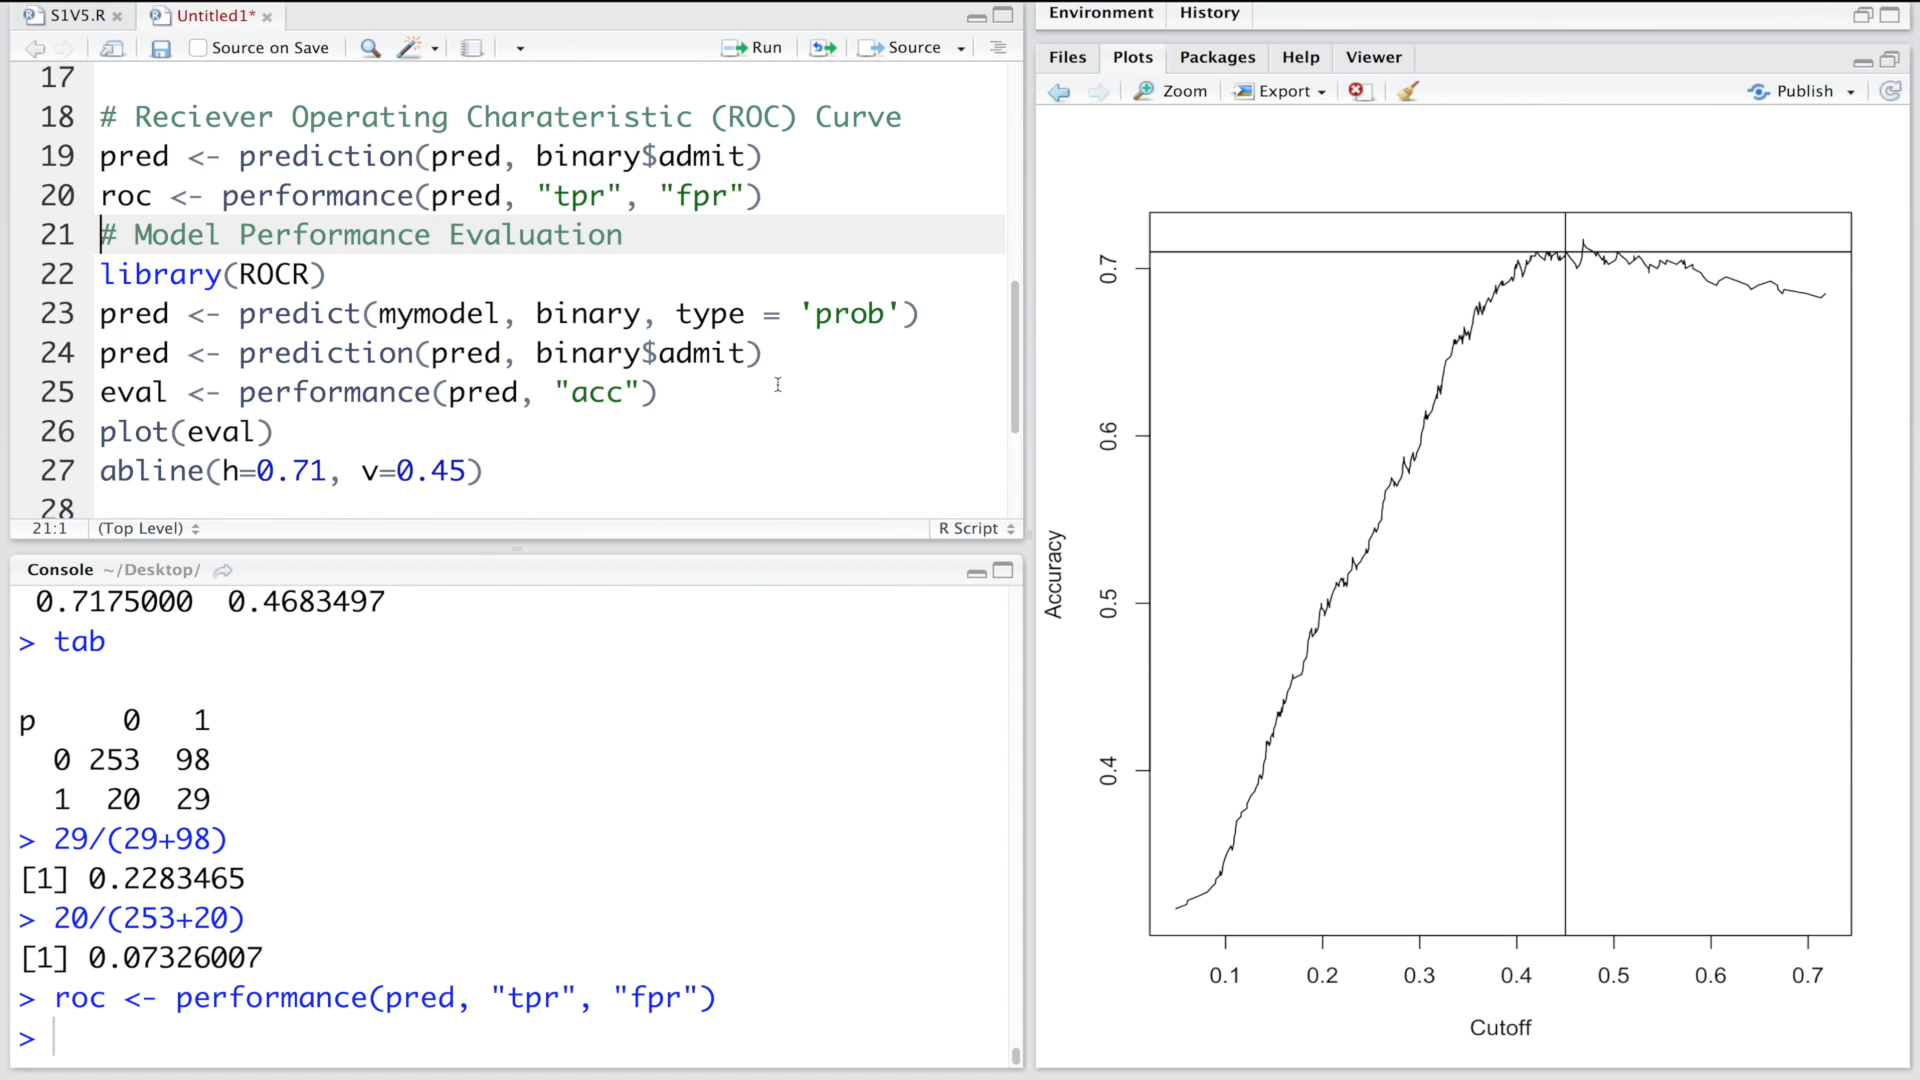 S1V5.R Untitled1*
Source on Save Run Source
17
18 # Reciever Operating Charateristic (ROC) Curve
19 pred <- prediction(pred, binary$admit)
20 roc <- performance(pred, "tpr", "fpr")
21 # Model Performance Evaluation
22 library(ROCR)
23 pred <- predict(mymodel, binary, type = 'prob')
24 pred <- prediction(pred, binary$admit)
25 eval <- performance(pred, "acc")
26 plot(eval)
27 abline(h=0.71, v=0.45)
28
21:1 (Top Level) R Script
Console ~/Desktop/
0.7175000 0.4683497
> tab
p 0 1
0 253 98
1 20 29
> 29/(29+98)
[1] 0.2283465
> 20/(253+20)
[1] 0.07326007
> roc <- performance(pred, "tpr", "fpr")
>
Environment History
Files Plots Packages Help Viewer
Zoom Export Publish
0.7
0.6
0.5
0.4
Accuracy
0.1 0.2 0.3 0.4 0.5 0.6 0.7
Cutoff